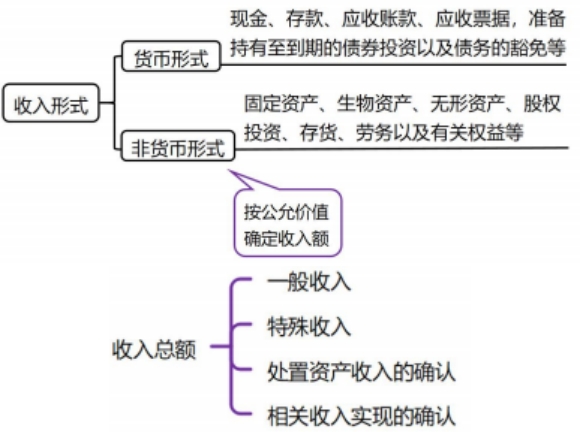 现金、存款、应收账款、应收票据，准备
持有至到期的债券投资以及债务的豁免等
货币形式
收入形式
固定资产、生物资产、无形资产、股权
投资、存货、劳务以及有关权益等
非货币形式
按公允价值
确定收入额
一般收入
特殊收入
收入总额
处置资产收入的确认
相关收入实现的确认